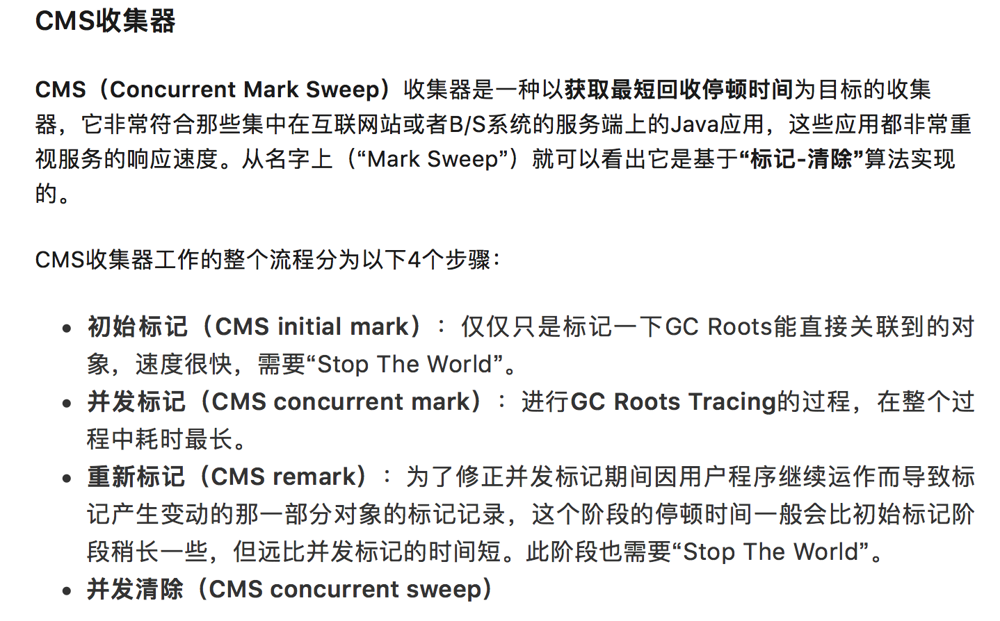 CMS收集器
CMS（Concurrent Mark Sweep）收集器是一种以获取最短回收停顿时间为目标的收集
器，它非常符合那些集中在互联网站或者B/S系统的服务端上的Java应用，这些应用都非常重
视服务的响应速度。从名字上（“Mark Sweep”）就可以看出它是基于“标记-清除”算法实现
的。
CMS收集器工作的整个流程分为以下4个步骤：
• 初始标记（CMS initial mark）：仅仅只是标记一下GC Roots能直接关联到的对
象，速度很快，需要“Stop The World”。
• 并发标记（CMS concurrent mark）：进行GC Roots Tracing的过程，在整个过
程中耗时最长。
• 重新标记（CMS remark）：为了修正并发标记期间因用户程序继续运作而导致标
记产生变动的那一部分对象的标记记录，这个阶段的停顿时间一般会比初始标记阶
段稍长一些，但远比并发标记的时间短。此阶段也需要“Stop The World”。
• 并发清除（CMS concurrent sweep）